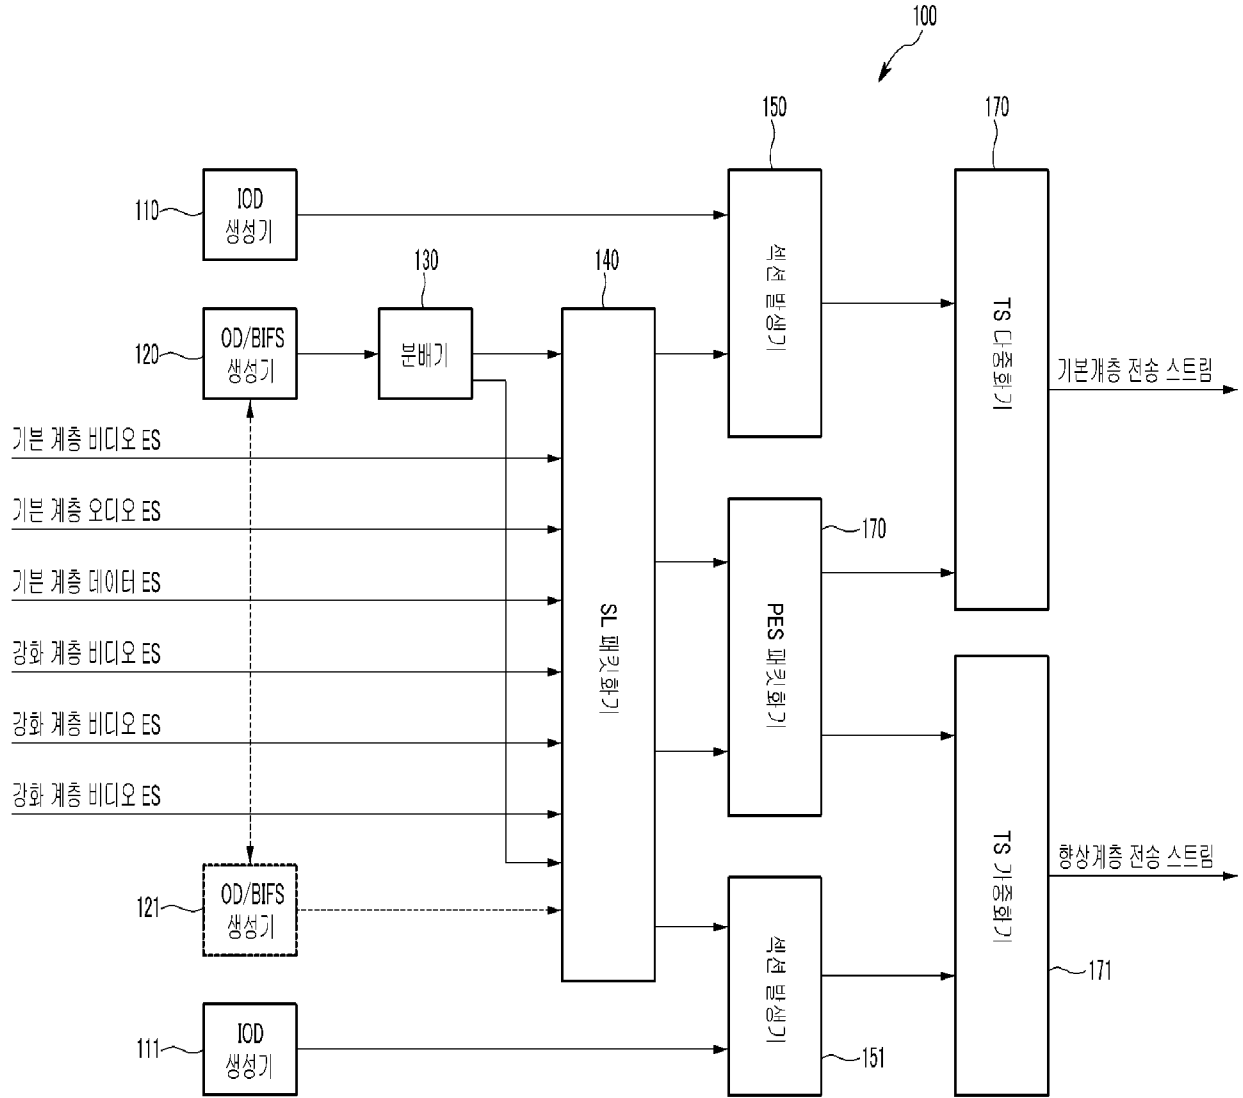 100
150
170
110
IOD
생성기
130
140
섹션 발생기
TS 다중화기
120
OD/BIFS
생성기
분배기
기본계층 전송 스트림
기본 계층 비디오 ES
기본 계층 오디오 ES
170
기본 계층 데이터 ES
SL 패킷화기
PES 패킷화기
강화 계층 비디오 ES
강화 계층 비디오 ES
강화 계층 비디오 ES
121
OD/BIFS
생성기
섹션 발생기
TS 가중화기
향상계층 전송 스트림
171
111
IOD
생성기
151